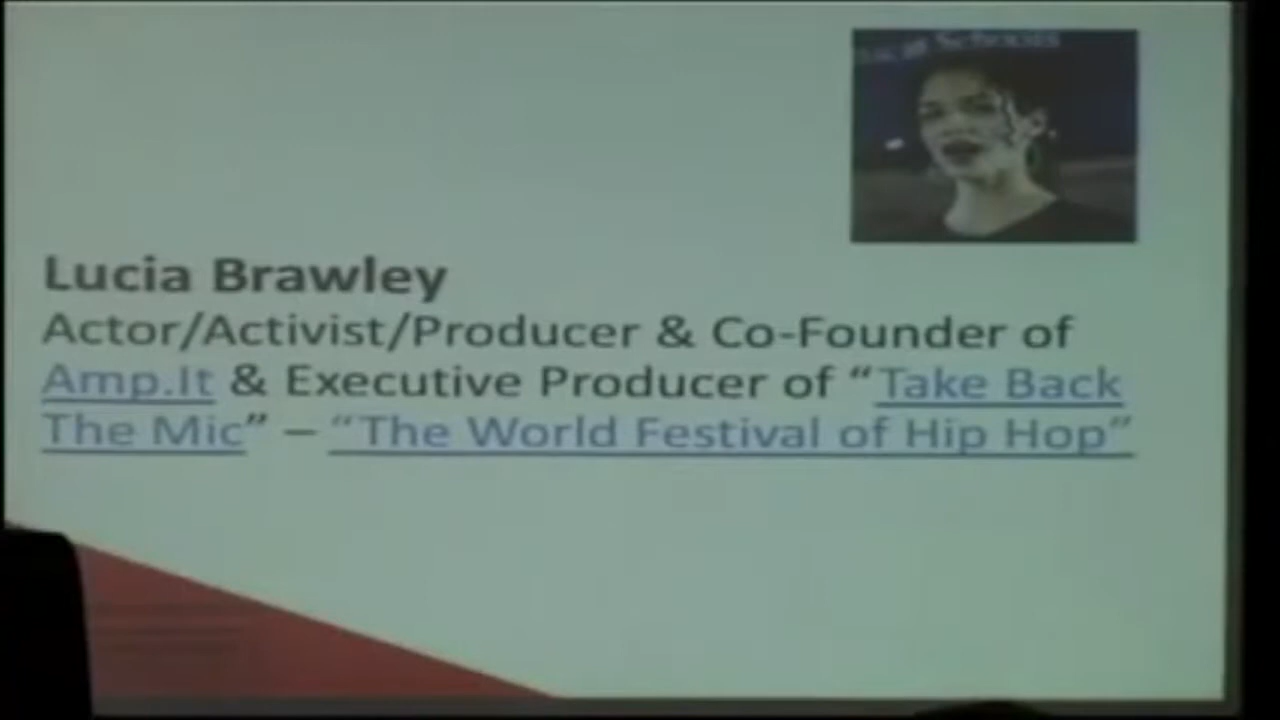 Lucia Brawley
Actor/Activist/Producer & Co-Founder of
Amp.It & Executive Producer of “Take Back
The Mic” – “The World Festival of Hip Hop”